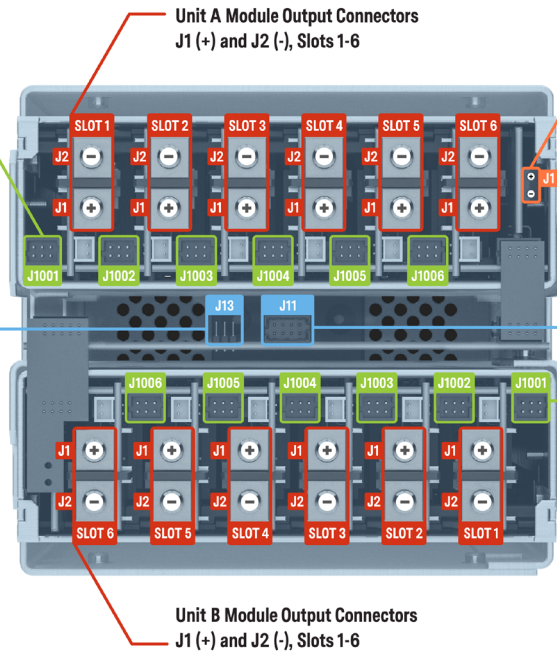 Unit A Module Output Connectors
J1 (+) and J2 (-), Slots 1-6
SLOT 1 SLOT 2 SLOT 3 SLOT 4 SLOT 5 SLOT 6
J2 J2 J2 J2 J2 J2
J1
J1 J1 J1 J1 J1 J1
J1001 J1002 J1003 J1004 J1005 J1006
J13 J11
J1006 J1005 J1004 J1003 J1002 J1001
J1 J1 J1 J1 J1 J1
J2 J2 J2 J2 J2 J2
SLOT 6 SLOT 5 SLOT 4 SLOT 3 SLOT 2 SLOT 1
Unit B Module Output Connectors
J1 (+) and J2 (-), Slots 1-6